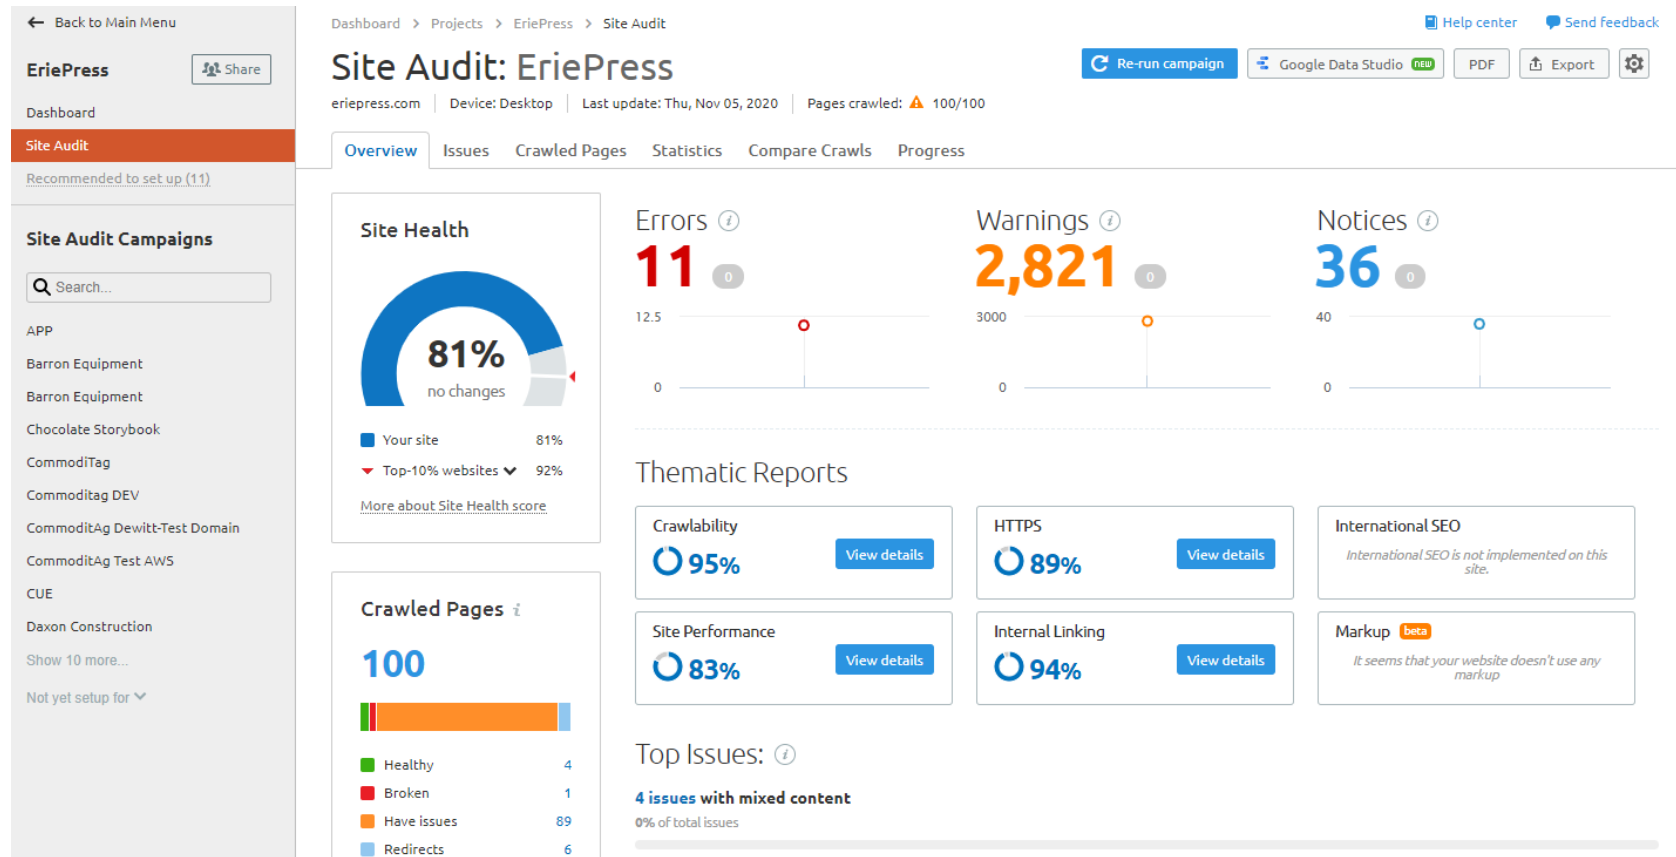 Back to Main Menu
EriePress
Share
Dashboard
Site Audit
Recommended to set up (11)
Site Audit Campaigns
Search...
APP
Barron Equipment
Barron Equipment
Chocolate Storybook
CommodiTag
Commoditag DEV
CommoditAg Dewitt-Test Domain
CommoditAg Test AWS
CUE
Daxon Construction
Show 10 more...
Not yet setup for
Dashboard > Projects > EriePress > Site Audit
Help center
Send feedback
Site Audit: EriePress
Re-run campaign
Google Data Studio new
PDF
Export
eriepress.com Device: Desktop Last update: Thu, Nov 05, 2020 Pages crawled: 100/100
Overview Issues Crawled Pages Statistics Compare Crawls Progress
Site Health
81%
no changes
Your site 81%
Top-10% websites 92%
More about Site Health score
Crawled Pages i
100
Healthy 4
Broken 1
Have issues 89
Redirects 6
Errors i
11 0
12.5
0
Warnings i
2,821 0
3000
0
Notices i
36 0
40
0
Thematic Reports
Crawlability
95% View details
HTTPS
89% View details
International SEO
International SEO is not implemented on this
site.
Site Performance
83% View details
Internal Linking
94% View details
Markup beta
It seems that your website doesn't use any
markup
Top Issues: i
4 issues with mixed content
0% of total issues